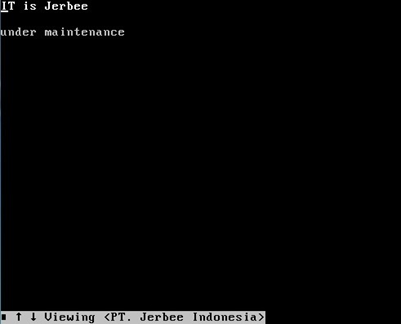 IT is Jerbee
under maintenance
▪ ↑ ↓ Viewing <PT. Jerbee Indonesia>